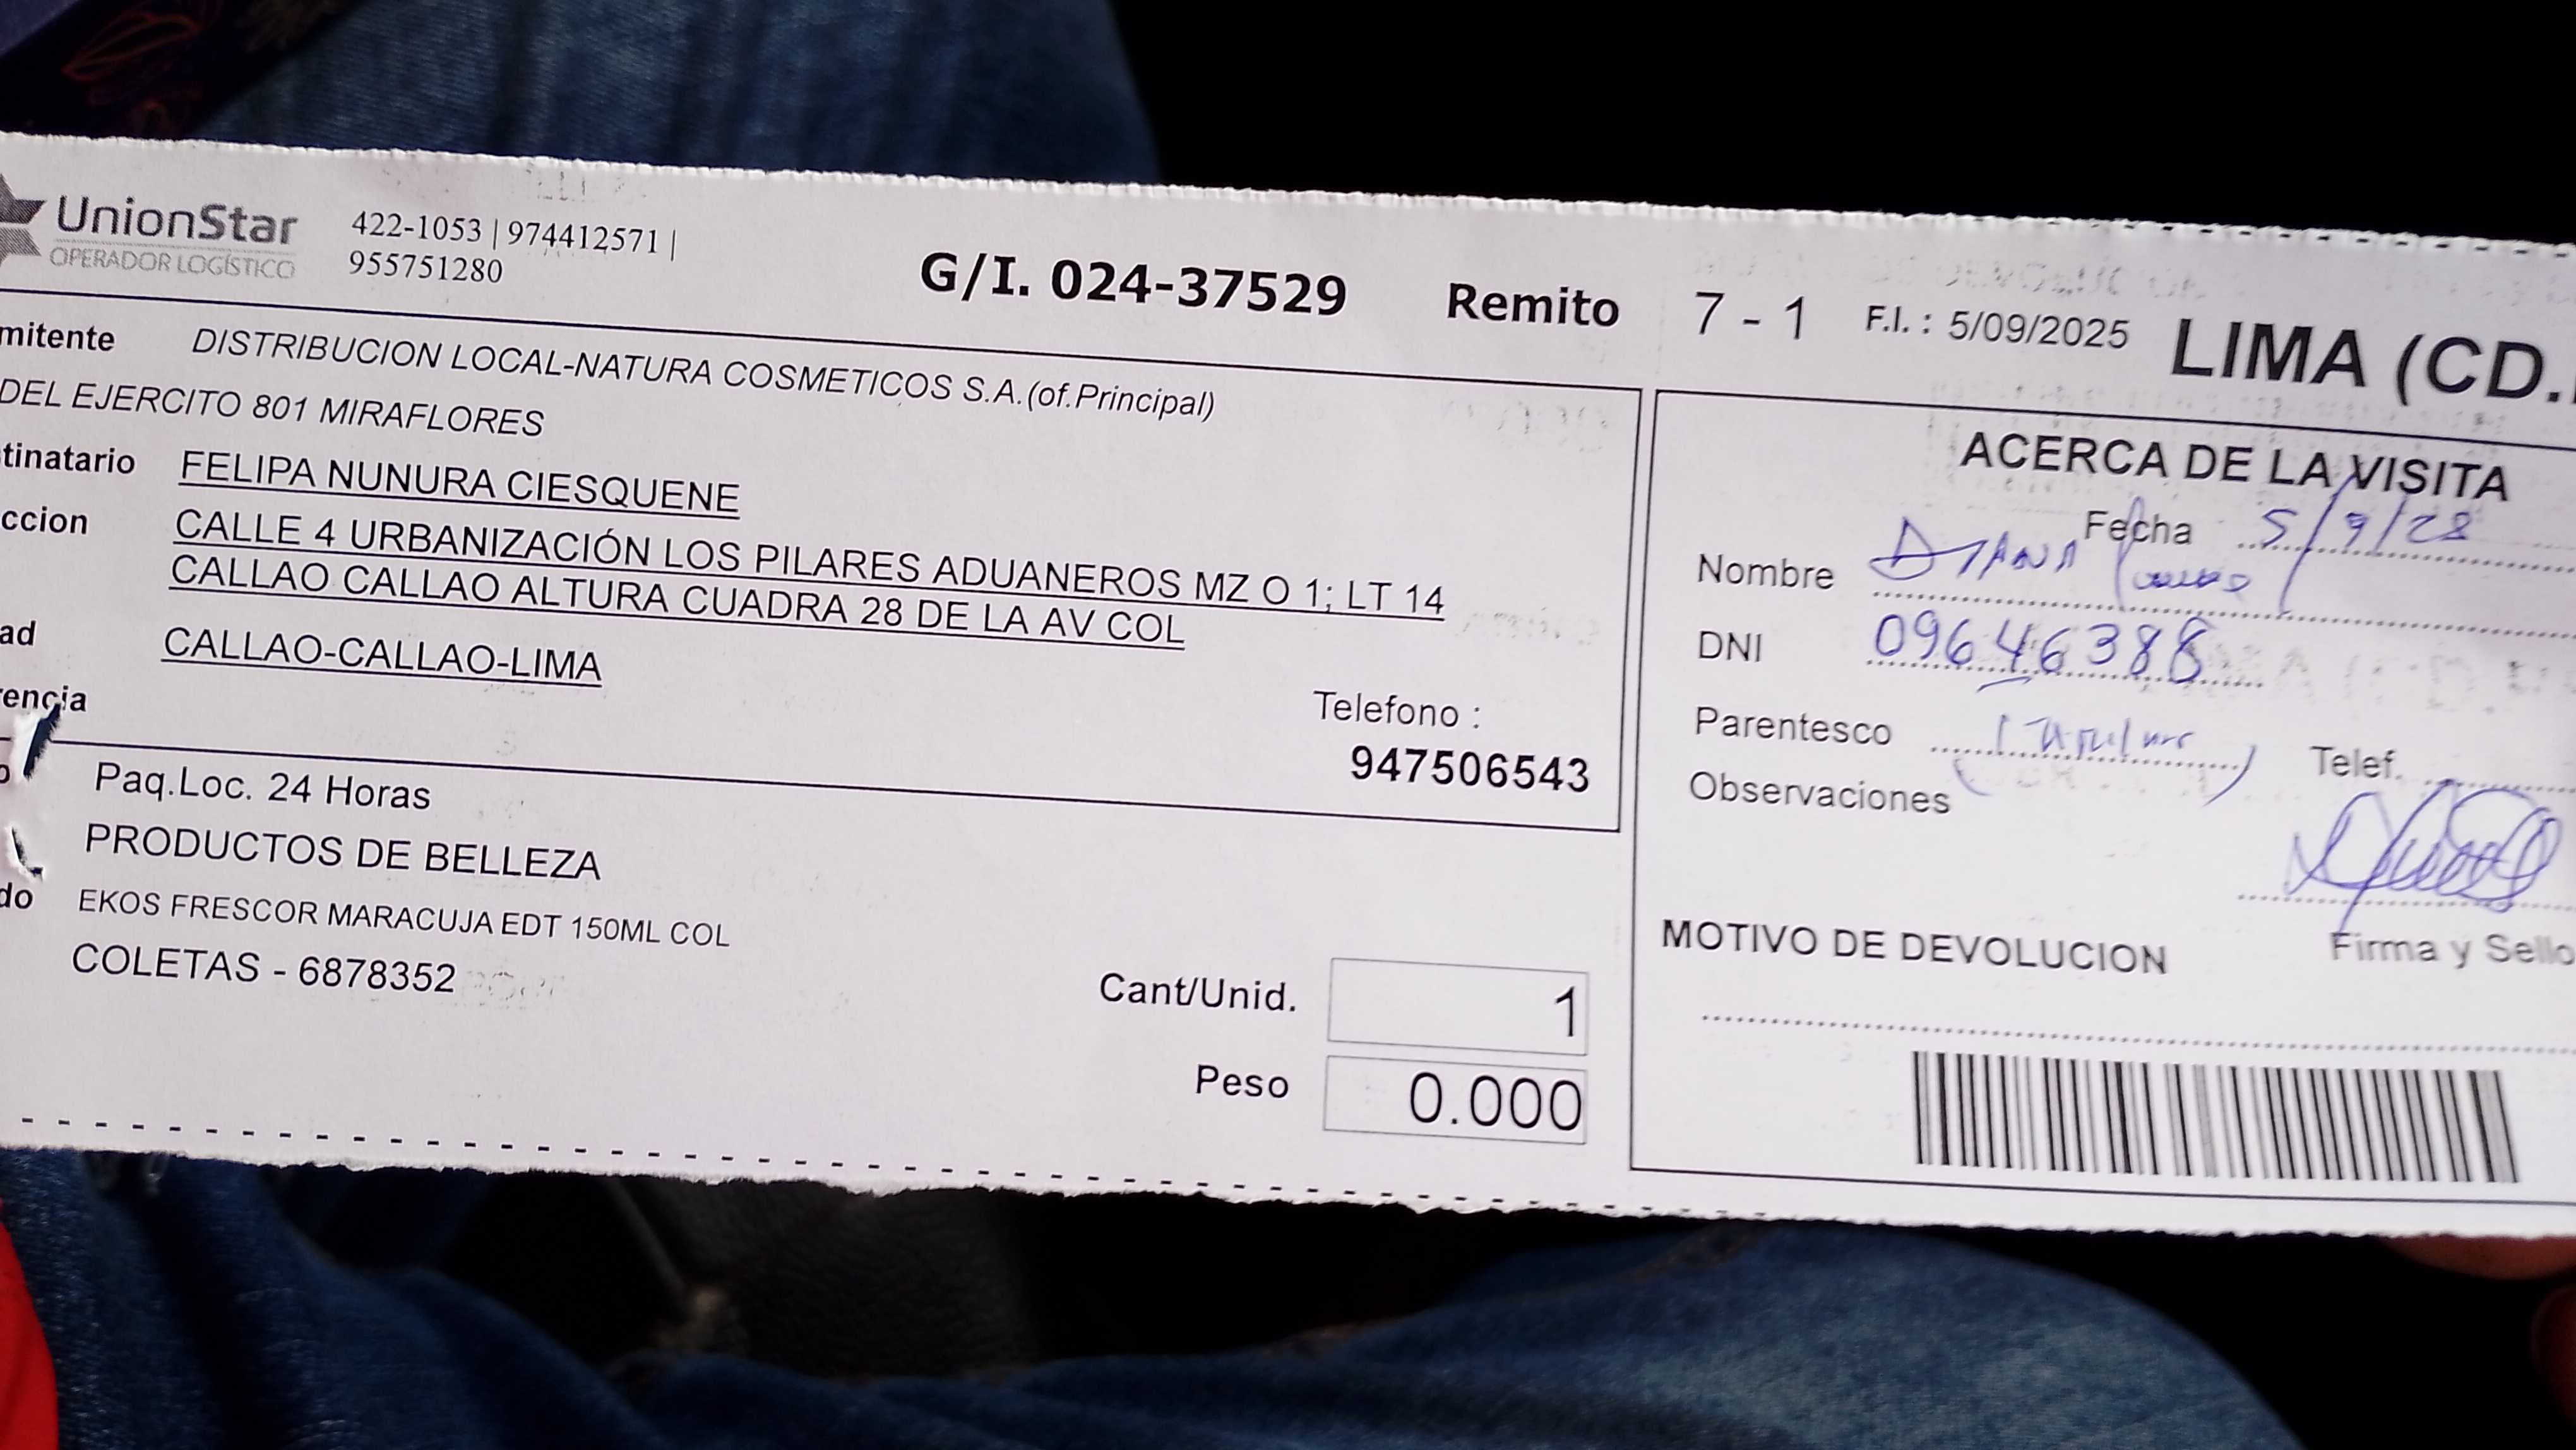 UnionStar
OPERADOR LOGÍSTICO
422-1053 | 974412571 |
955751280
G/I. 024-37529 Remito 7 - 1 F.I. : 5/09/2025 LIMA (CD.
mitente DISTRIBUCION LOCAL-NATURA COSMETICOS S.A.(of.Principal)
DEL EJERCITO 801 MIRAFLORES
tinatario FELIPA NUNURA CIESQUENE
ccion CALLE 4 URBANIZACIÓN LOS PILARES ADUANEROS MZ O 1; LT 14
CALLAO CALLAO ALTURA CUADRA 28 DE LA AV COL
ad CALLAO-CALLAO-LIMA
encia
Telefono :
947506543
Paq.Loc. 24 Horas
PRODUCTOS DE BELLEZA
do EKOS FRESCOR MARACUJA EDT 150ML COL
COLETAS - 6878352
Cant/Unid. 1
Peso 0.000
ACERCA DE LA VISITA
Fecha 5/9/
Nombre DIANA
DNI 09646388
Parentesco
Telef.
Observaciones
Firma y Sello
MOTIVO DE DEVOLUCION